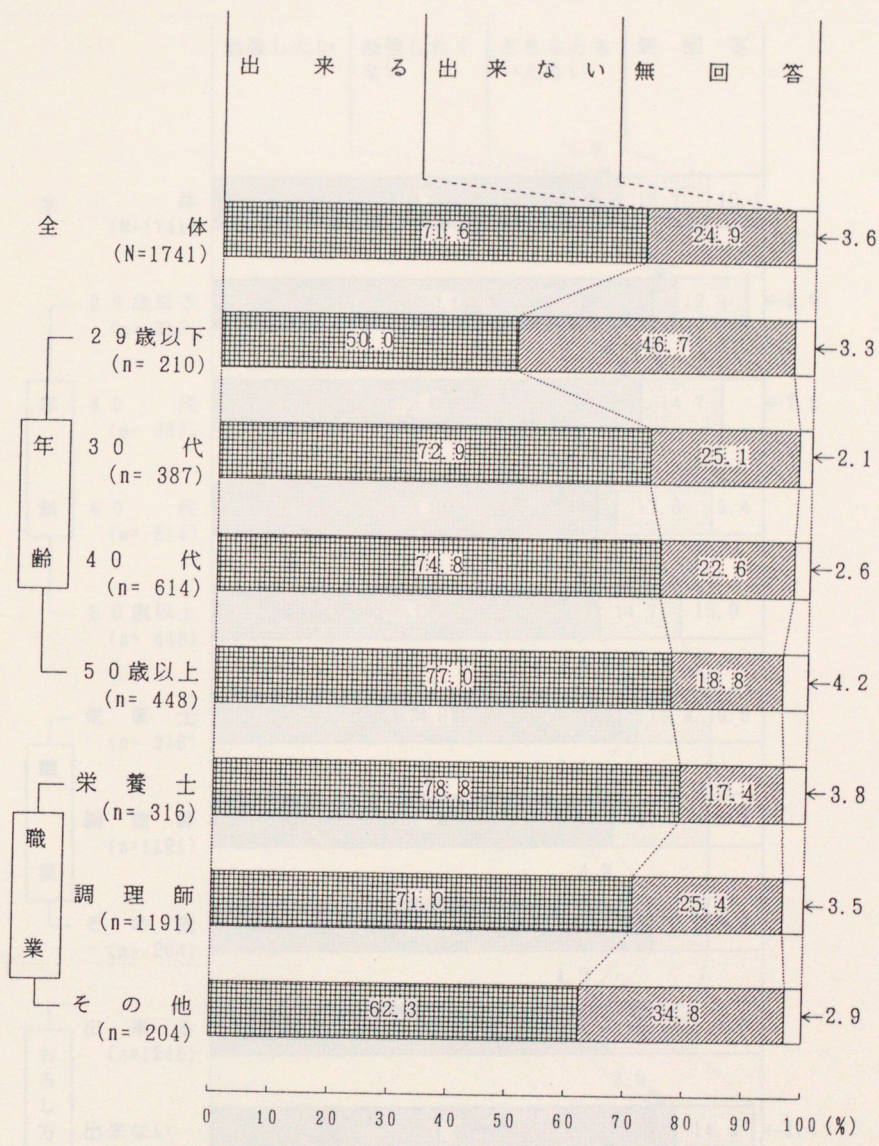 出来る 出来ない 無回答
全体
(N=1741)
71.6 24.9 ←3.6
29歳以下
(n= 210)
50.0 46.7 ←3.3
年齢
30代
(n= 387)
72.9 25.1 ←2.1
40代
(n= 614)
74.8 22.6 ←2.6
50歳以上
(n= 448)
77.0 18.8 ←4.2
職業
栄養士
(n= 316)
78.8 17.4 ←3.8
調理師
(n=1191)
71.0 25.4 ←3.5
その他
(n= 204)
62.3 34.8 ←2.9
0 10 20 30 40 50 60 70 80 90 100 (%)